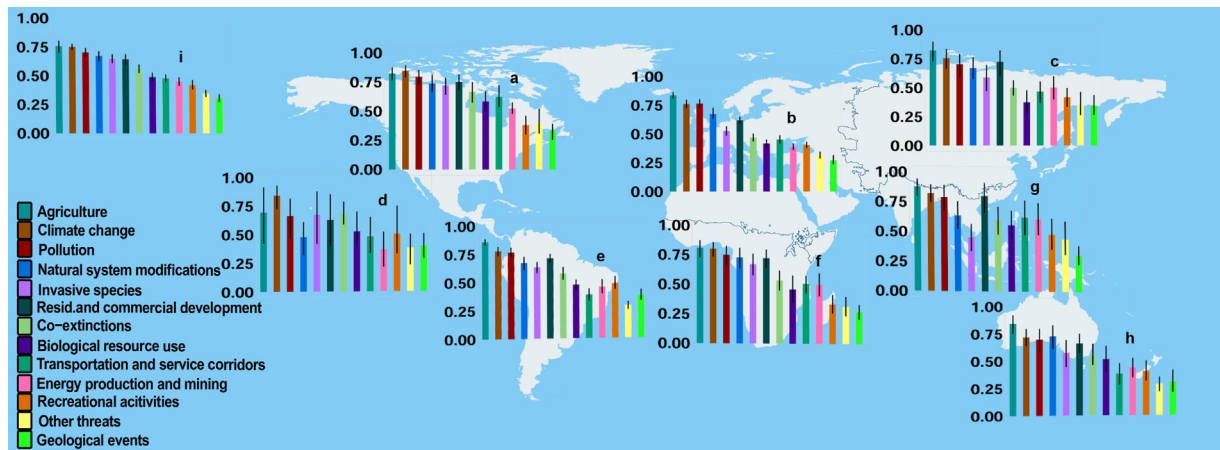 1.00
0.75
0.50
0.25
0.00
i
1.00
0.75
0.50
0.25
0.00
a
1.00
0.75
0.50
0.25
0.00
b
1.00
0.75
0.50
0.25
0.00
c
1.00
0.75
0.50
0.25
0.00
d
1.00
0.75
0.50
0.25
0.00
e
1.00
0.75
0.50
0.25
0.00
f
1.00
0.75
0.50
0.25
0.00
g
1.00
0.75
0.50
0.25
0.00
h
Agriculture
Climate change
Pollution
Natural system modifications
Invasive species
Resid.and commercial development
Co-extinctions
Biological resource use
Transportation and service corridors
Energy production and mining
Recreational acitivities
Other threats
Geological events